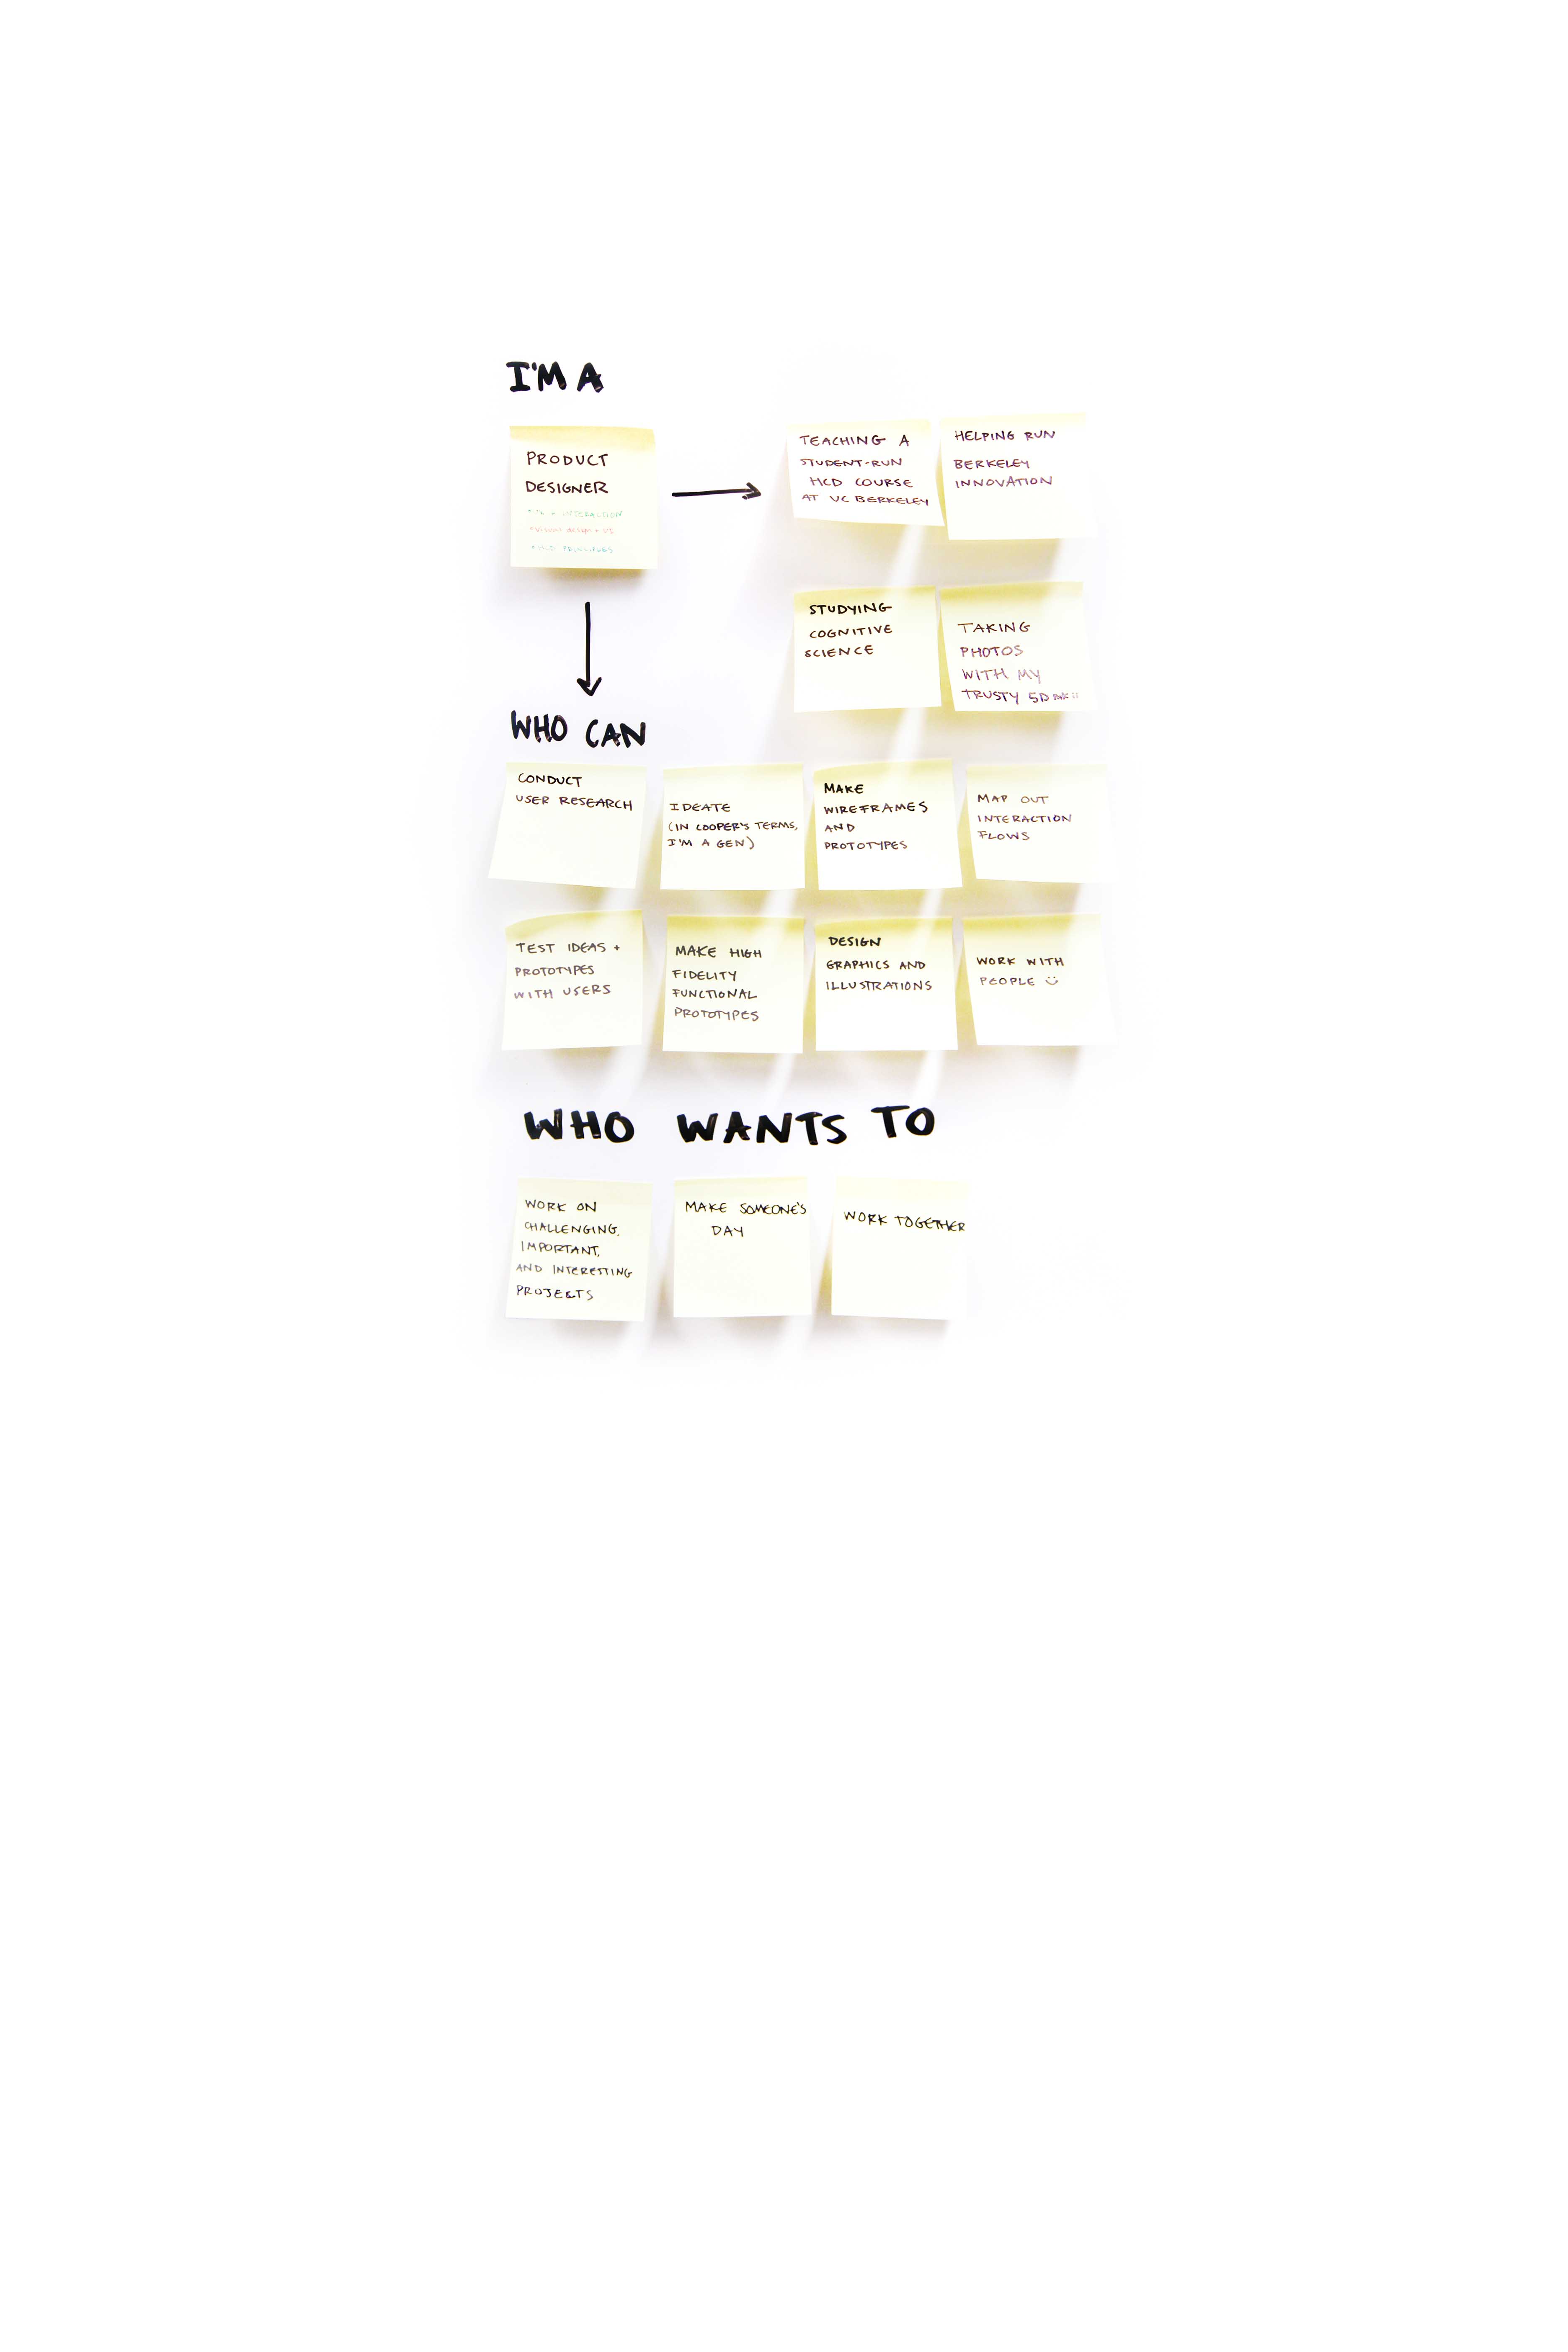 I'M A
PRODUCT
DESIGNER
TEACHING A
STUDENT-RUN
HCD COURSE
AT UC BERKELEY
HELPING RUN
BERKELEY
INNOVATION
STUDYING
COGNITIVE
SCIENCE
TAKING
PHOTOS
WITH MY
TRUSTY 5D
WHO CAN
CONDUCT
USER RESEARCH
IDEATE
(IN COOPER'S TERMS,
I'M A GEN)
MAKE
WIREFRAMES
AND
PROTOTYPES
MAP OUT
INTERACTION
FLOWS
TEST IDEAS +
PROTOTYPES
WITH USERS
MAKE HIGH
FIDELITY
FUNCTIONAL
PROTOTYPES
DESIGN
GRAPHICS AND
ILLUSTRATIONS
WORK WITH
PEOPLE
WHO WANTS TO
WORK ON
CHALLENGING,
IMPORTANT,
AND INTERESTING
PROJECTS
MAKE SOMEONE'S
DAY
WORK TOGETHER